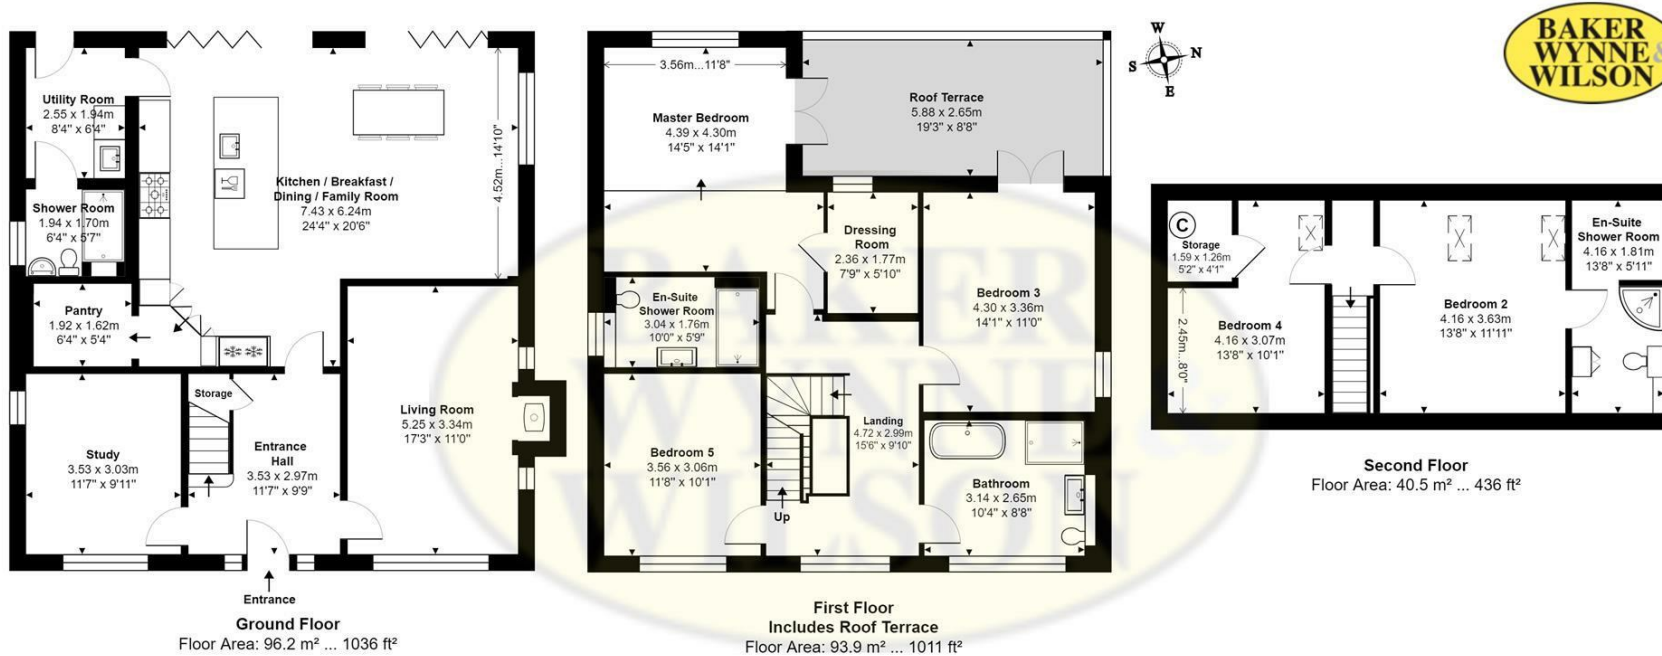 BAKER
WYNNE &
WILSON
W
N
S
E
Utility Room
2.55 x 1.94m
8'4" x 6'4"
Shower Room
1.94 x 1.70m
6'4" x 5'7"
Kitchen / Breakfast /
Dining / Family Room
7.43 x 6.24m
24'4" x 20'6"
4.52m...14'10"
Pantry
1.92 x 1.62m
6'4" x 5'4"
Storage
Study
3.53 x 3.03m
11'7" x 9'11"
Entrance
Hall
3.53 x 2.97m
11'7" x 9'9"
Living Room
5.25 x 3.34m
17'3" x 11'0"
Entrance
Ground Floor
Floor Area: 96.2 m² ... 1036 ft²
3.56m...11'8"
Master Bedroom
4.39 x 4.30m
14'5" x 14'1"
Roof Terrace
5.88 x 2.65m
19'3" x 8'8"
Dressing
Room
2.36 x 1.77m
7'9" x 5'10"
En-Suite
Shower Room
3.04 x 1.76m
10'0" x 5'9"
Bedroom 3
4.30 x 3.36m
14'1" x 11'0"
Bedroom 5
3.56 x 3.06m
11'8" x 10'1"
Landing
4.72 x 2.99m
15'6" x 9'10"
Up
Bathroom
3.14 x 2.65m
10'4" x 8'8"
First Floor
Includes Roof Terrace
Floor Area: 93.9 m² ... 1011 ft²
C
Storage
1.59 x 1.26m
5'2" x 4'1"
2.45m...8'0"
Bedroom 4
4.16 x 3.07m
13'8" x 10'1"
Bedroom 2
4.16 x 3.63m
13'8" x 11'11"
En-Suite
Shower Room
4.16 x 1.81m
13'8" x 5'11"
Second Floor
Floor Area: 40.5 m² ... 436 ft²
BAKER
WYNNE &
WILSON